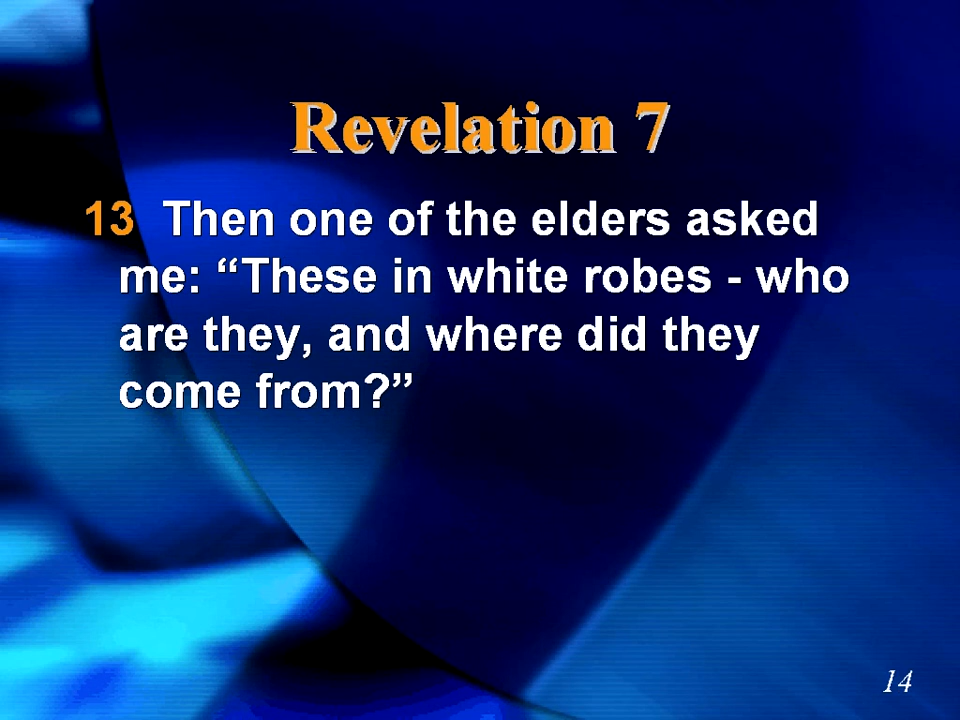 Revelation 7
13  Then one of the elders asked
me: “These in white robes - who
are they, and where did they
come from?”
14